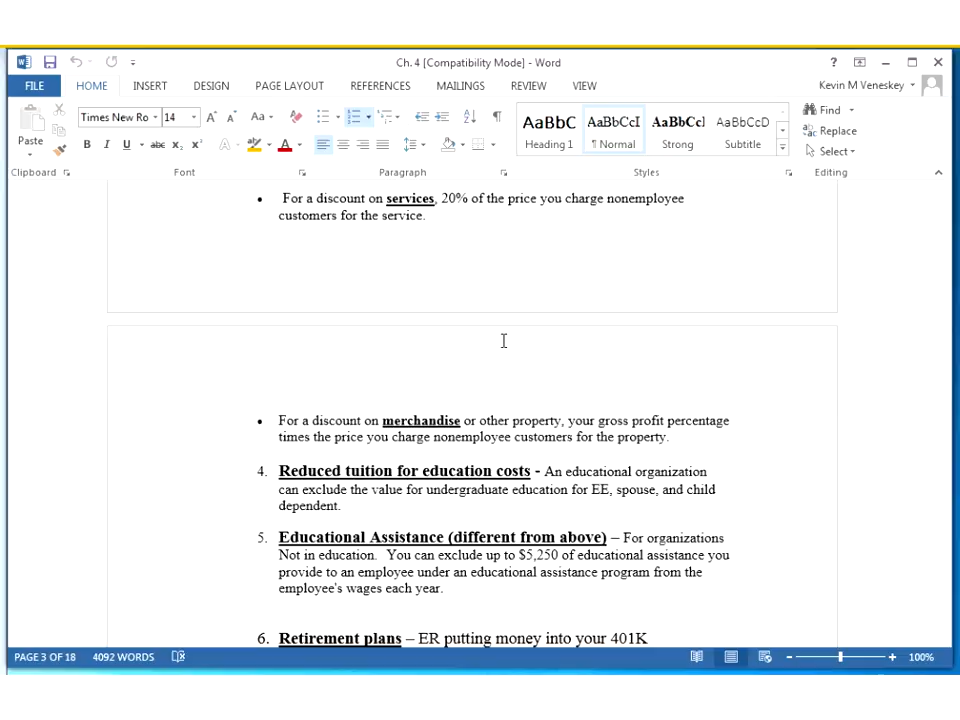 Ch. 4 [Compatibility Mode] - Word
FILE HOME INSERT DESIGN PAGE LAYOUT REFERENCES MAILINGS REVIEW VIEW Kevin M Veneskey
Paste
Times New Ro 14 Aa
B I U abc x₂ x² A ab A
AaBbC AaBbCcI AaBbCcl AaBbCcD
Heading 1 ¶ Normal Strong Subtitle
Find
Replace
Select
Clipboard Font Paragraph Styles Editing
• For a discount on services, 20% of the price you charge nonemployee
customers for the service.
• For a discount on merchandise or other property, your gross profit percentage
times the price you charge nonemployee customers for the property.
4. Reduced tuition for education costs - An educational organization
can exclude the value for undergraduate education for EE, spouse, and child
dependent.
5. Educational Assistance (different from above) – For organizations
Not in education. You can exclude up to $5,250 of educational assistance you
provide to an employee under an educational assistance program from the
employee's wages each year.
6. Retirement plans – ER putting money into your 401K
PAGE 3 OF 18 4092 WORDS 100%